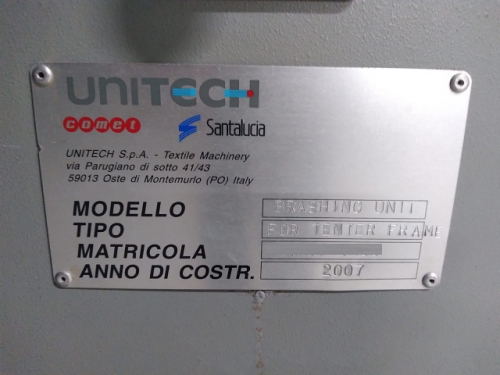 UNITECH
comet Santalucia
UNITECH S.p.A. - Textile Machinery
via Parugiano di sotto 41/43
59013 Oste di Montemurlo (PO) Italy
MODELLO BRASHING UNIT
TIPO FOR TENTER FRAME
MATRICOLA
ANNO DI COSTR. 2007